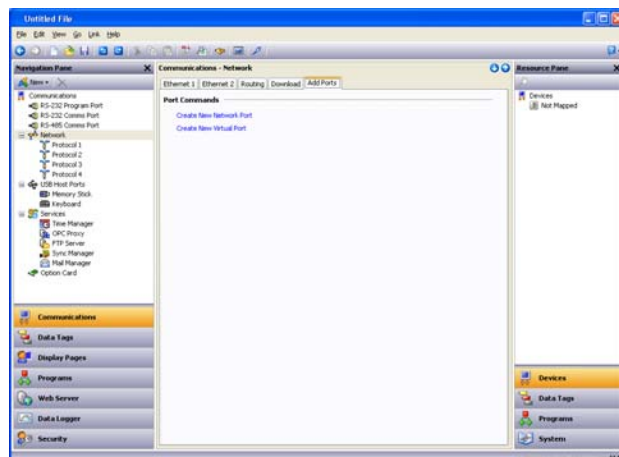 Untitled File
File Edit View Go Link Help
Navigation Pane
New
Communications
RS-232 Program Port
RS-232 Comms Port
RS-485 Comms Port
Network
Protocol 1
Protocol 2
Protocol 3
Protocol 4
USB Host Ports
Memory Stick
Keyboard
Services
Time Manager
OPC Proxy
FTP Server
Sync Manager
Mail Manager
Option Card
Communications
Data Tags
Display Pages
Programs
Web Server
Data Logger
Security
Communications - Network
Ethernet 1 Ethernet 2 Routing Download Add Ports
Port Commands
Create New Network Port
Create New Virtual Port
Resource Pane
Devices
Not Mapped
Devices
Data Tags
Programs
System